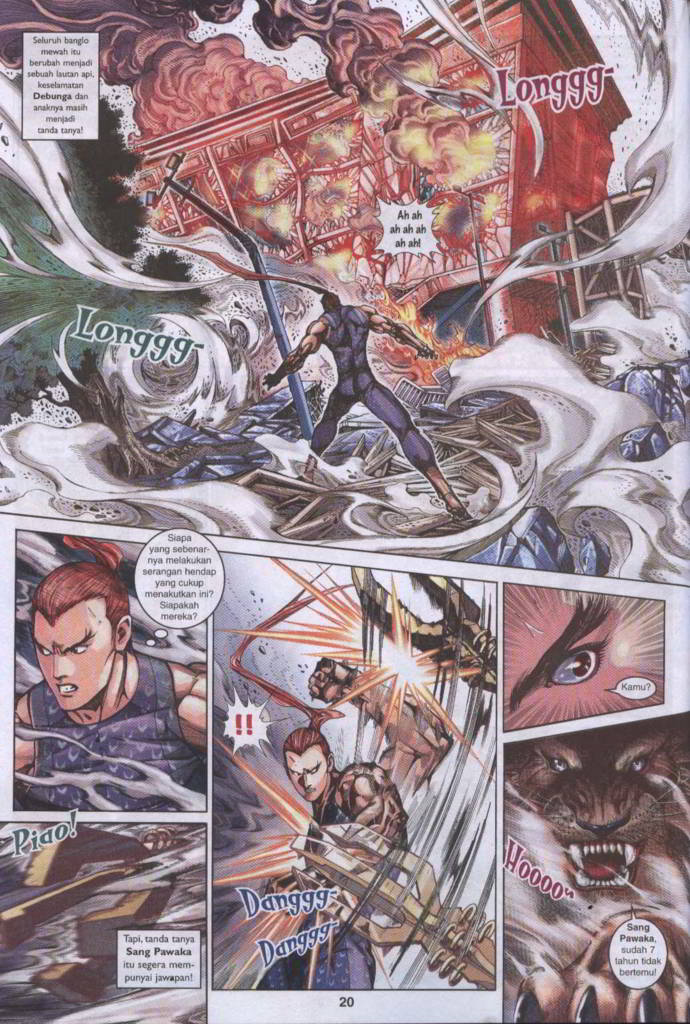 Seluruh banglo
mewah itu
berubah menjadi
sebuah lautan api,
keselamatan
Debunga dan
anaknya masih
menjadi
tanda tanya!
Longgg-
Ah ah
ah ah ah
ah ah!
Longgg-
Siapa
yang sebenar-
nya melakukan
serangan hendap
yang cukup
menakutkan ini?
Siapakah
mereka?
!!
Kamu?
Piao!
Tapi, tanda tanya
Sang Pawaka
itu segera mem-
punyai jawapan!
Danggg-
Danggg-
Hoooo
Sang
Pawaka,
sudah 7
tahun tidak
bertemu!
20